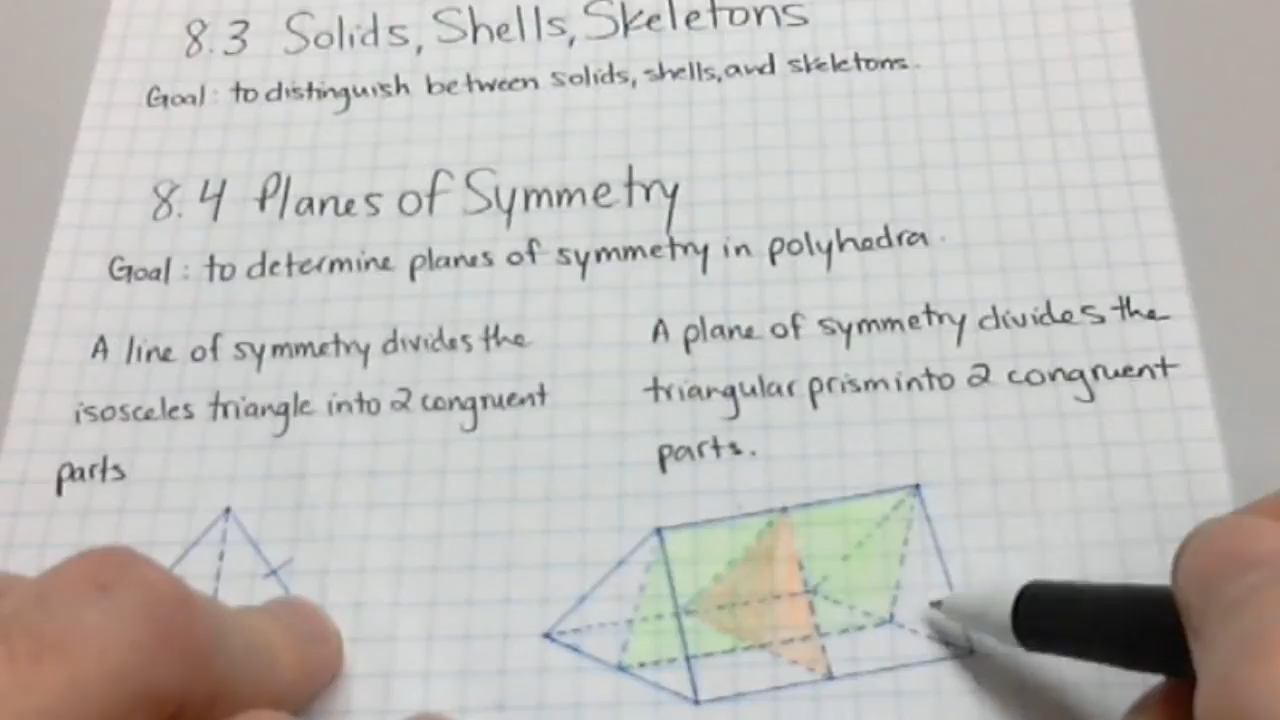 8.3 Solids, Shells, Skeletons
Goal: to distinguish between solids, shells, and skeletons.
8.4 Planes of Symmetry
Goal: to determine planes of symmetry in polyhedra.
A line of symmetry divides the
isosceles triangle into 2 congruent
parts
A plane of symmetry divides the
triangular prism into 2 congruent
parts.